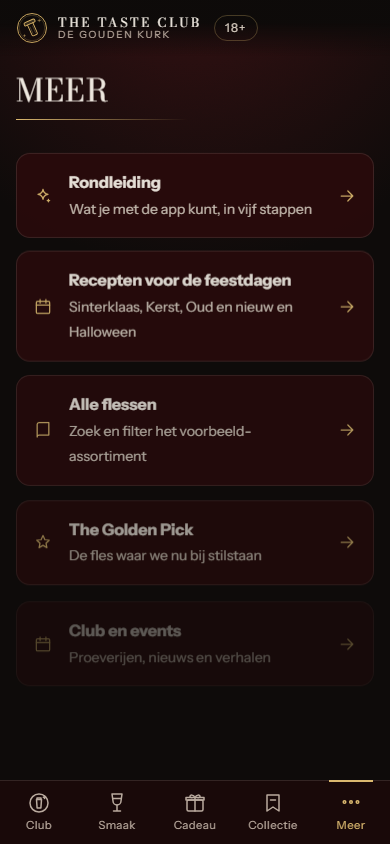 THE TASTE CLUB
DE GOUDEN KURK
18+
MEER
Rondleiding
Wat je met de app kunt, in vijf stappen
Recepten voor de feestdagen
Sinterklaas, Kerst, Oud en nieuw en
Halloween
Alle flessen
Zoek en filter het voorbeeld-
assortiment
The Golden Pick
De fles waar we nu bij stilstaan
Club en events
Proeverijen, nieuws en verhalen
Club
Smaak
Cadeau
Collectie
Meer